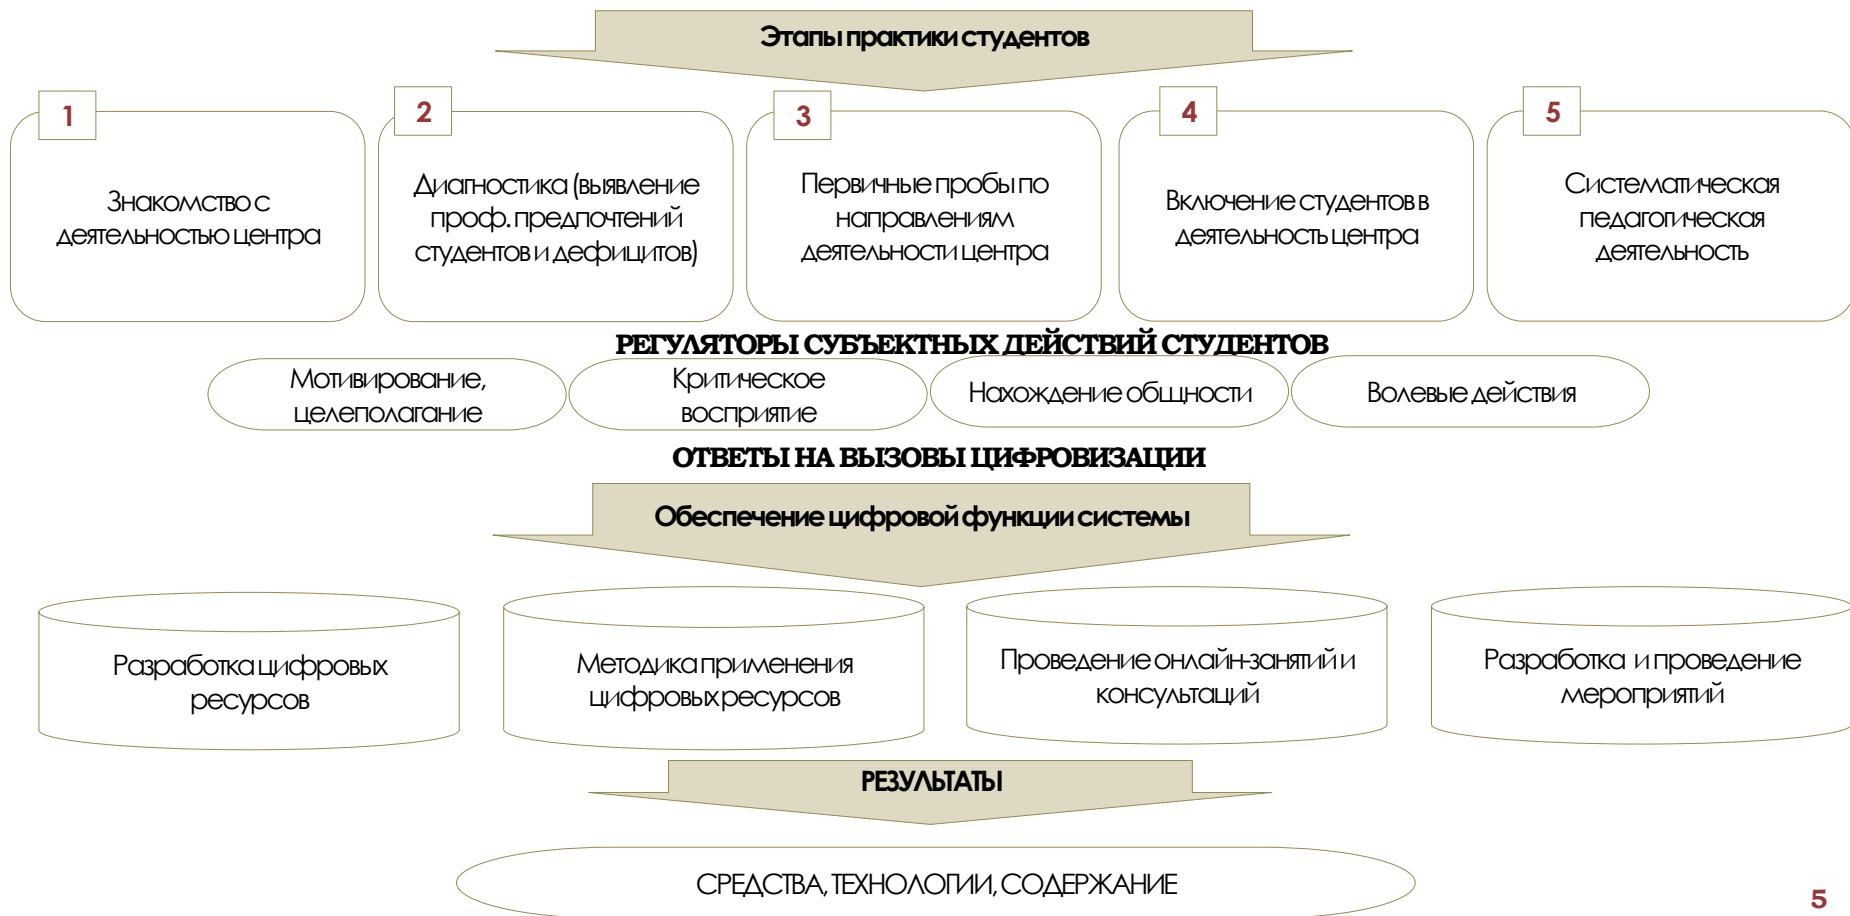 Этапы практики студентов
1
2
3
4
5
Знакомство с
деятельностью центра
Диагностика (выявление
проф. предпочтений
студентов и дефицитов)
Первичные пробы по
направлениям
деятельности центра
Включение студентов в
деятельность центра
Систематическая
педагогическая
деятельность
РЕГУЛЯТОРЫ СУБЪЕКТНЫХ ДЕЙСТВИЙ СТУДЕНТОВ
Мотивирование,
целеполагание
Критическое
восприятие
Нахождение общности
Волевые действия
ОТВЕТЫ НА ВЫЗОВЫ ЦИФРОВИЗАЦИИ
Обеспечение цифровой функции системы
Разработка цифровых
ресурсов
Методика применения
цифровых ресурсов
Проведение онлайн-занятий и
консультаций
Разработка и проведение
мероприятий
РЕЗУЛЬТАТЫ
СРЕДСТВА, ТЕХНОЛОГИИ, СОДЕРЖАНИЕ
5